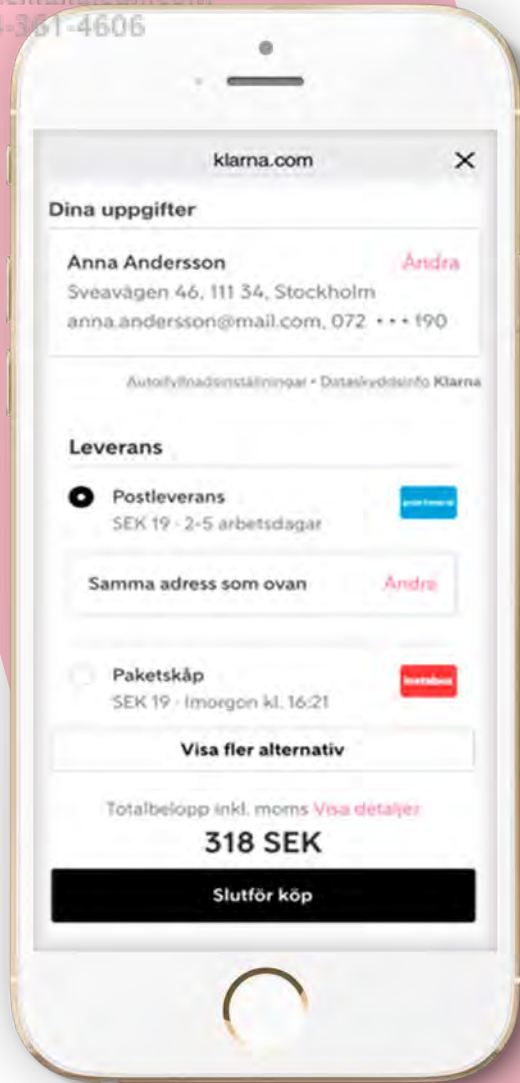 361-4606
klarna.com
Dina uppgifter
Anna Andersson Ändra
Sveavägen 46, 111 34, Stockholm
anna.andersson@mail.com, 072 • • • 190
Autoifyllnadsinställningar • Dataskyddsinfo Klarna
Leverans
Postleverans
SEK 19 · 2-5 arbetsdagar
Samma adress som ovan Ändra
Paketskåp instabox
SEK 19 · Imorgon kl. 16:21
Visa fler alternativ
Totalbelopp inkl. moms Visa detaljer
318 SEK
Slutför köp